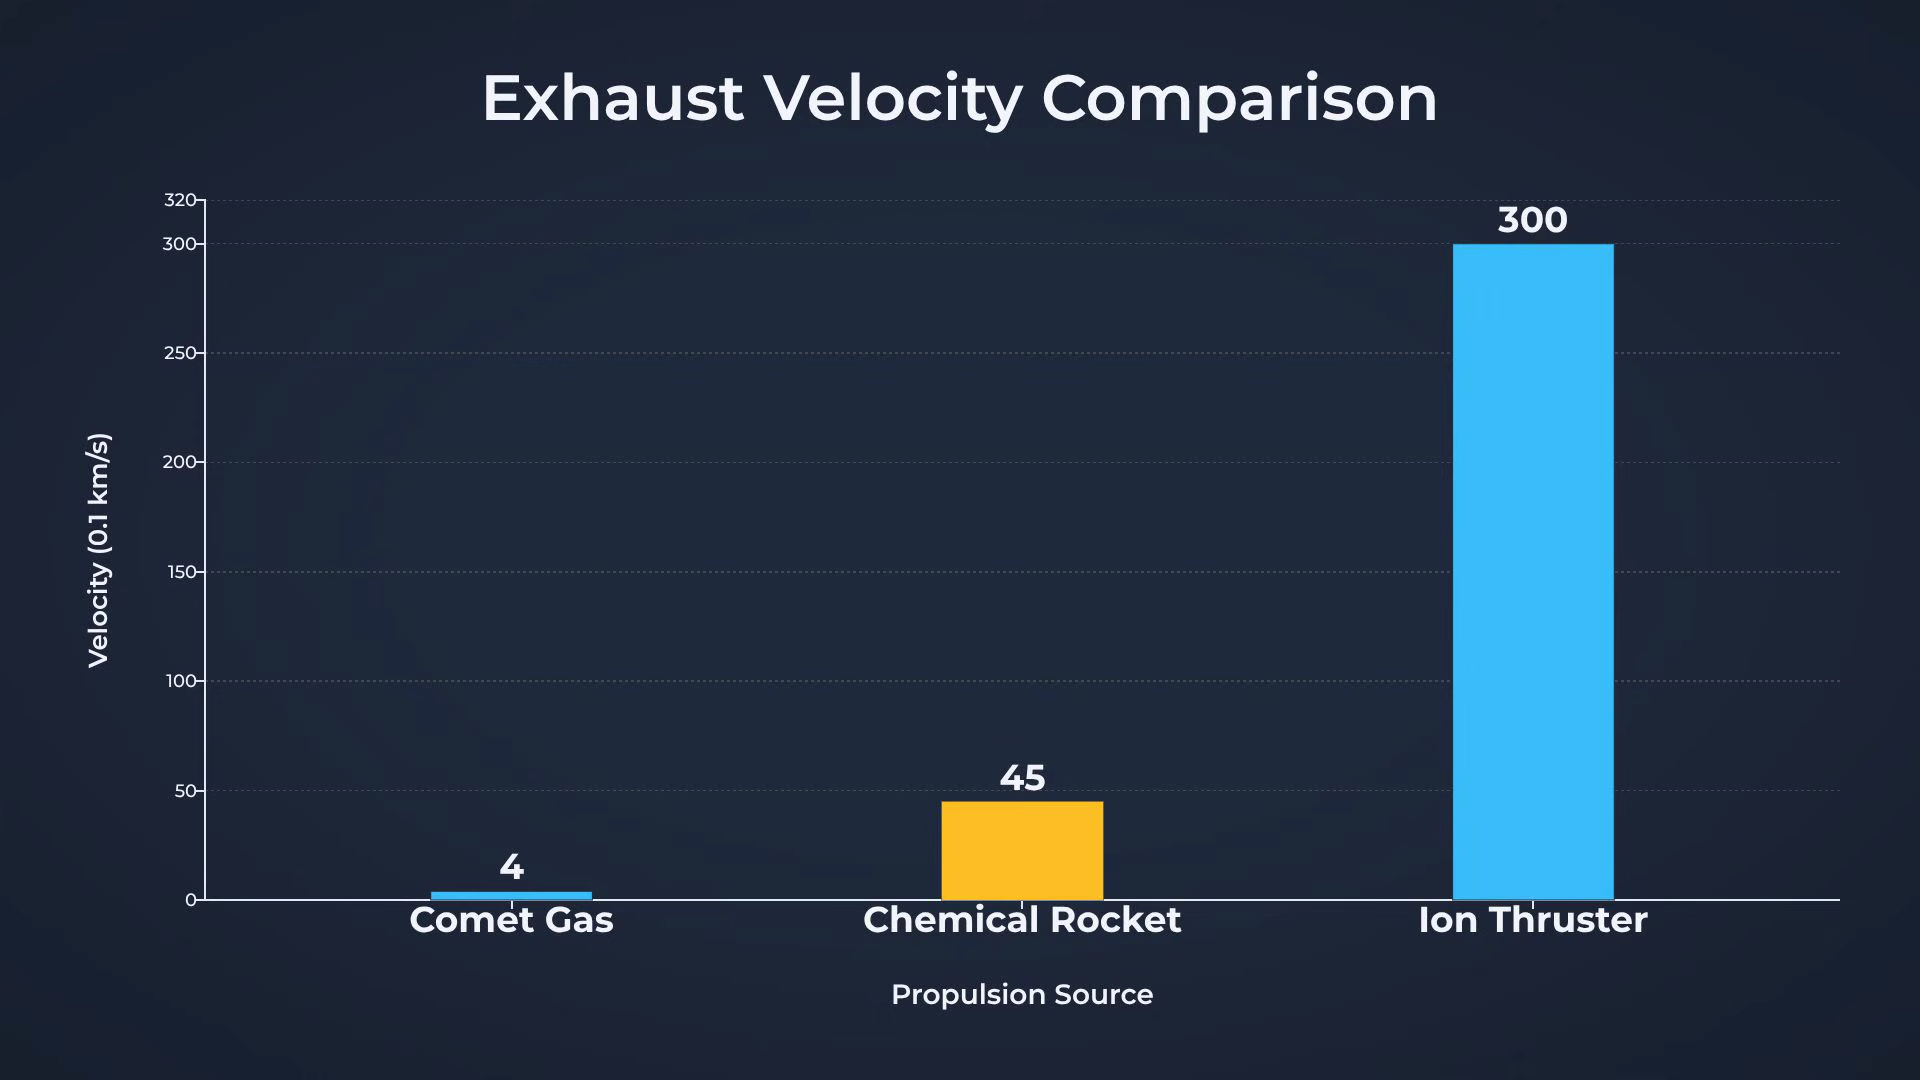 Exhaust Velocity Comparison
320
300
300
250
200
150
100
50
45
4
0
Velocity (0.1 km/s)
Comet Gas
Chemical Rocket
Ion Thruster
Propulsion Source